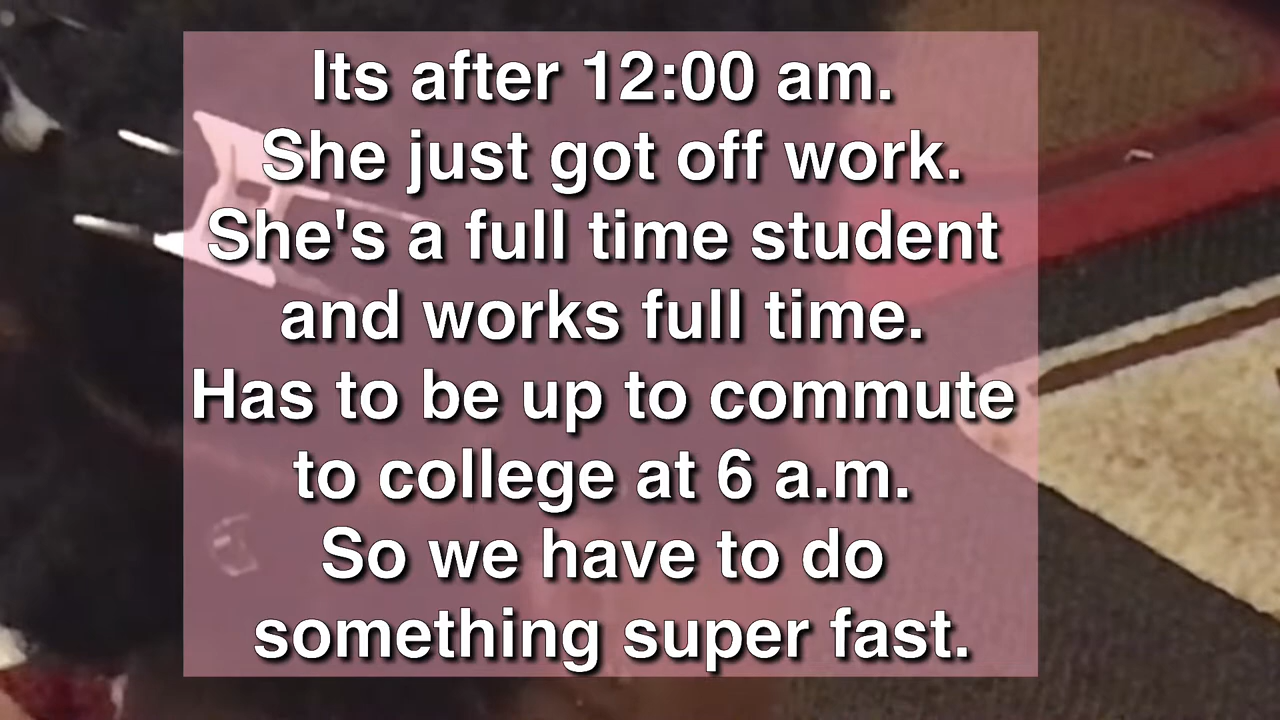 Its after 12:00 am.
She just got off work.
She's a full time student
and works full time.
Has to be up to commute
to college at 6 a.m.
So we have to do
something super fast.